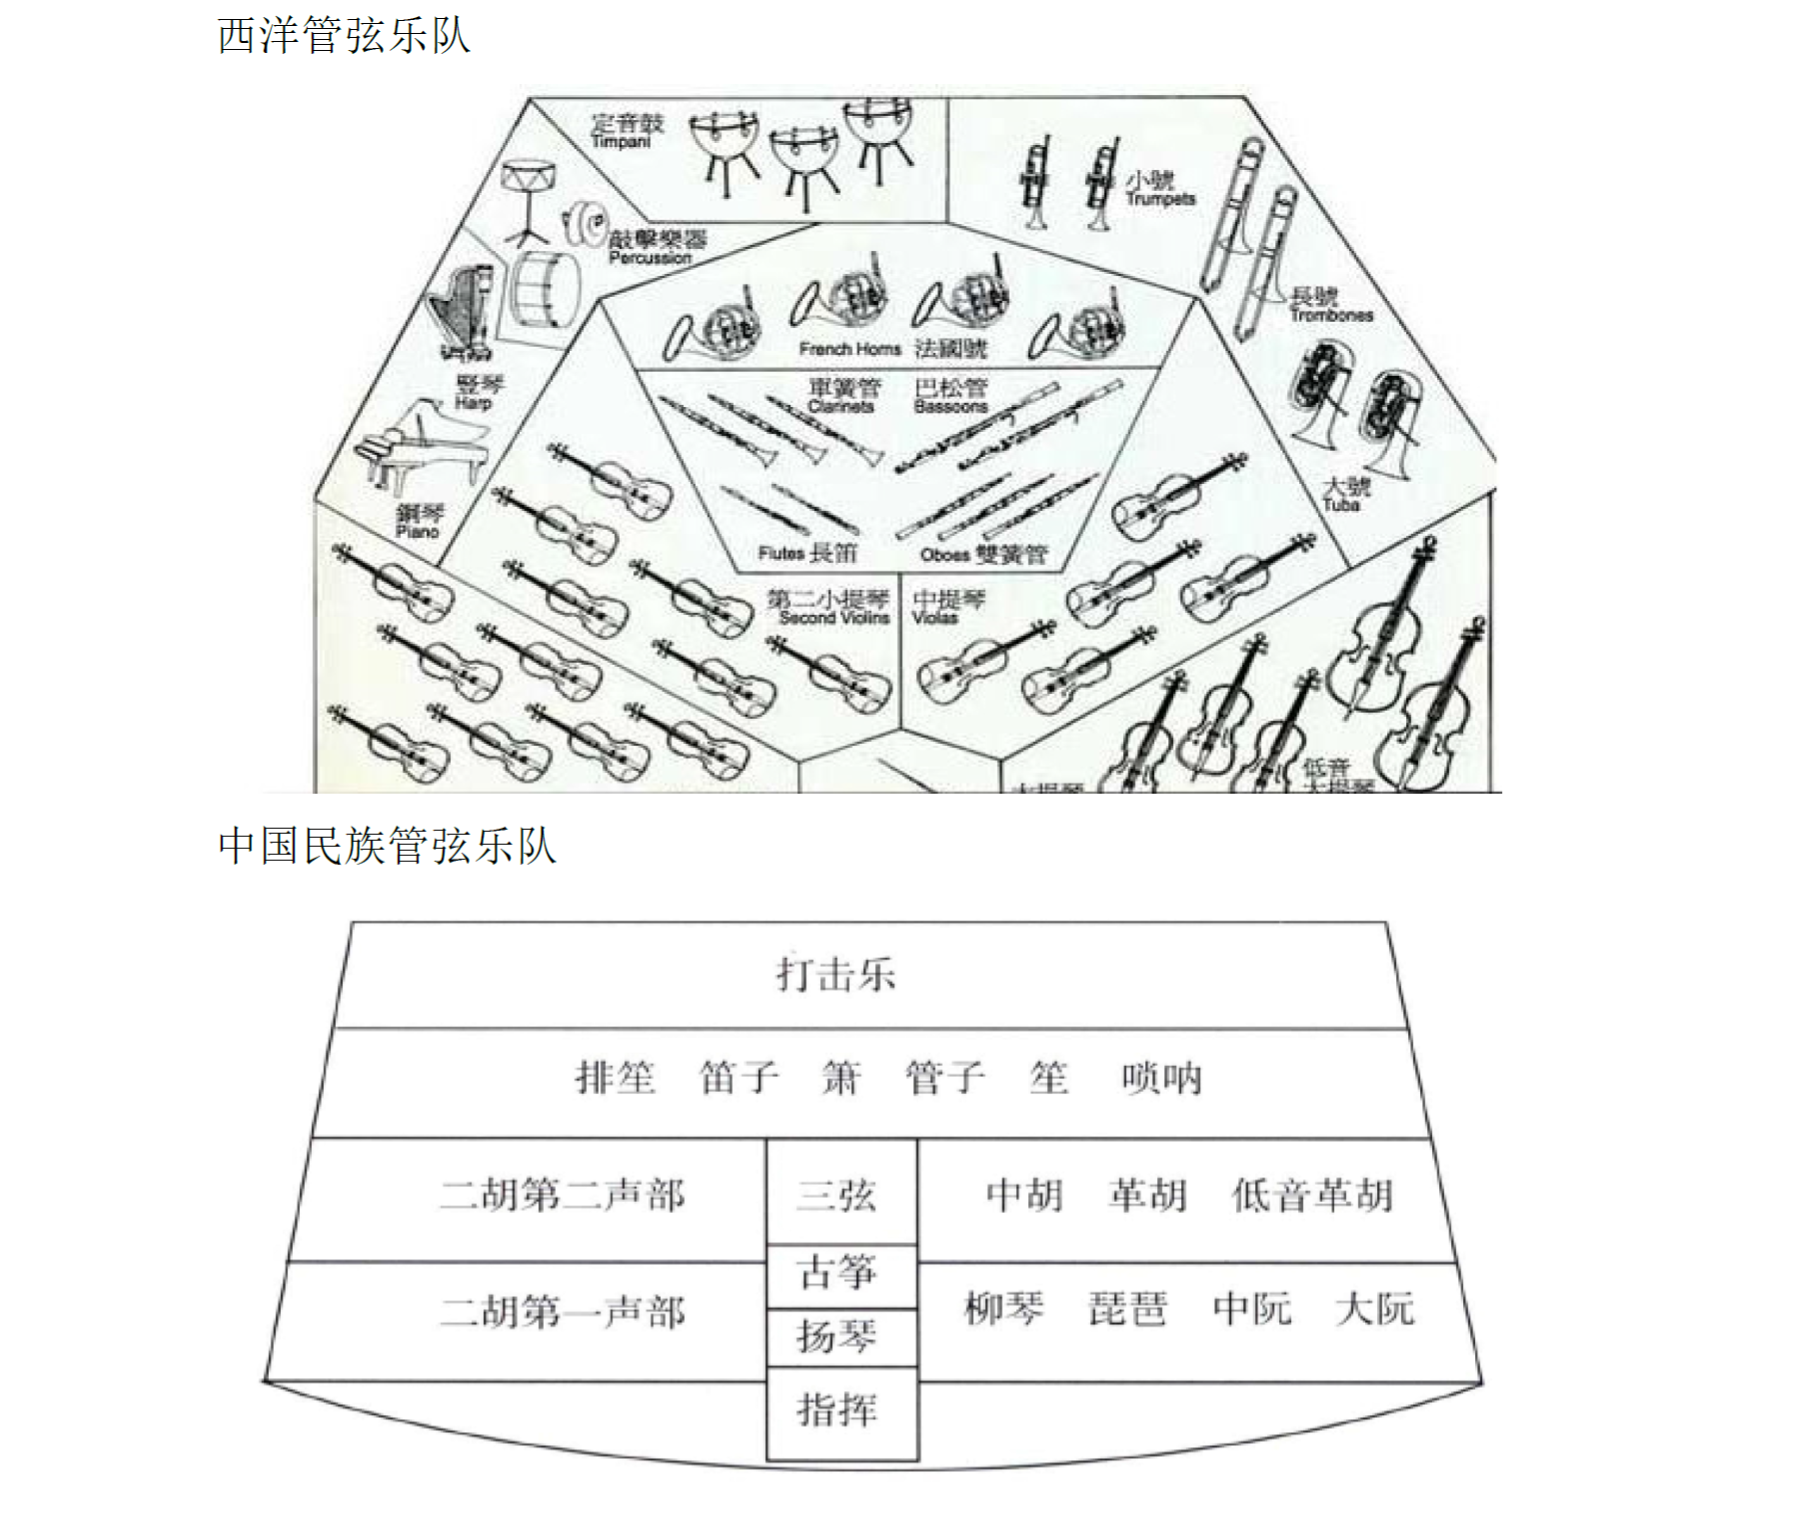 西洋管弦乐队
定音鼓
Timpani
小號
Trumpets
敲擊樂器
Percussion
長號
Trombones
French Horns 法國號
豎琴
Harp
單簧管
Clarinets
巴松管
Bassoons
大號
Tuba
鋼琴
Piano
Flutes 長笛
Oboes 雙簧管
第二小提琴
Second Violins
中提琴
Violas
低音
大提琴
大提琴
中国民族管弦乐队
打击乐
排笙 笛子 箫 管子 笙 唢呐
二胡第二声部 三弦 中胡 革胡 低音革胡
古筝
二胡第一声部 扬琴 柳琴 琵琶 中阮 大阮
指挥